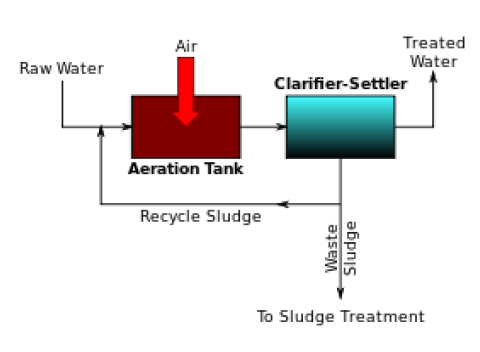 Air
Raw Water
Treated
Water
Clarifier-Settler
Aeration Tank
Recycle Sludge
Waste
Sludge
To Sludge Treatment